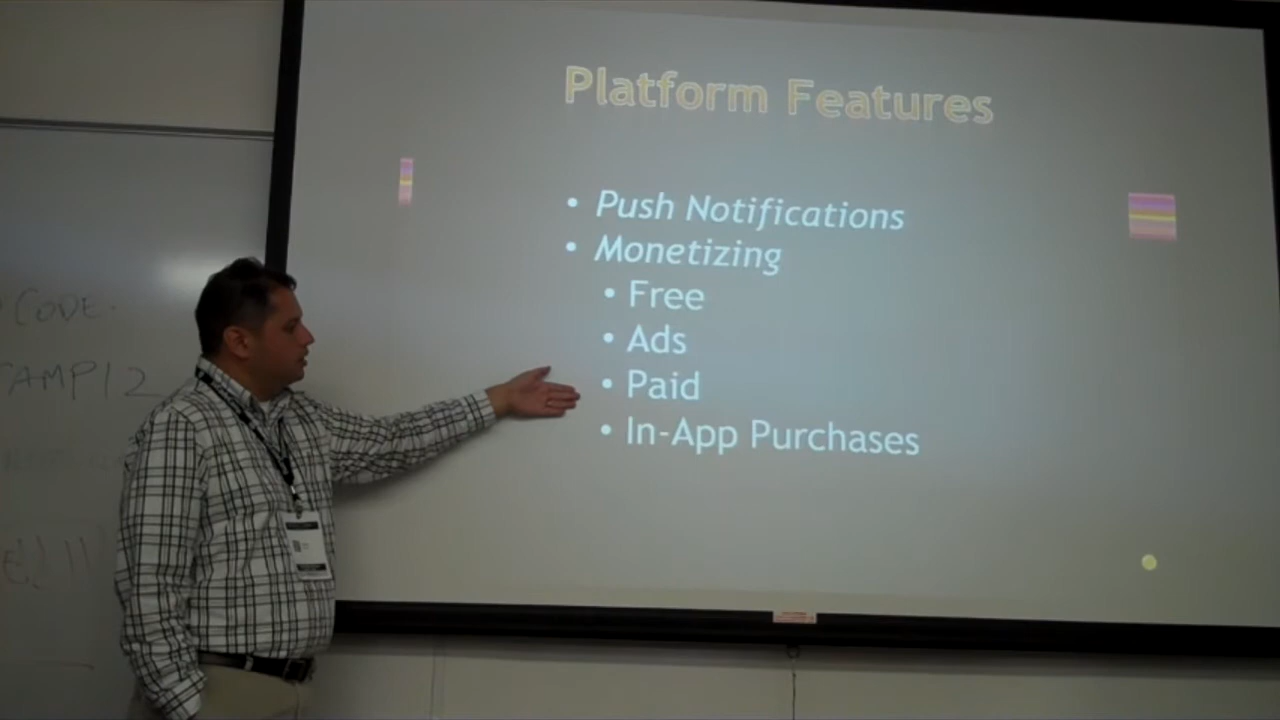 Platform Features
• Push Notifications
• Monetizing
• Free
• Ads
• Paid
• In-App Purchases
CODE
AMP12